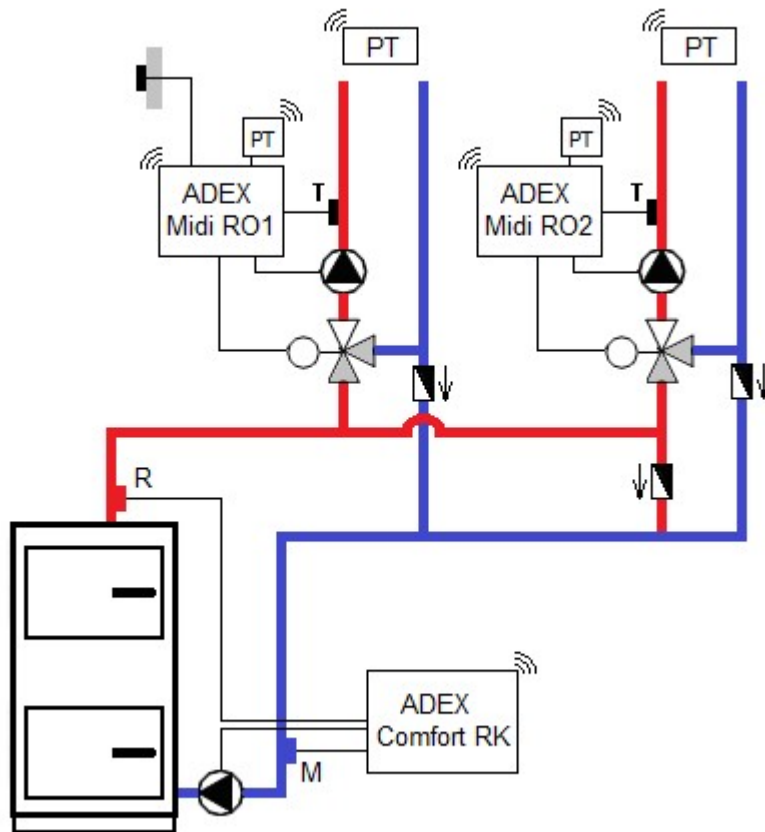 PT
PT
PT
PT
ADEX
Midi RO1
T
ADEX
Midi RO2
T
R
ADEX
Comfort RK
M